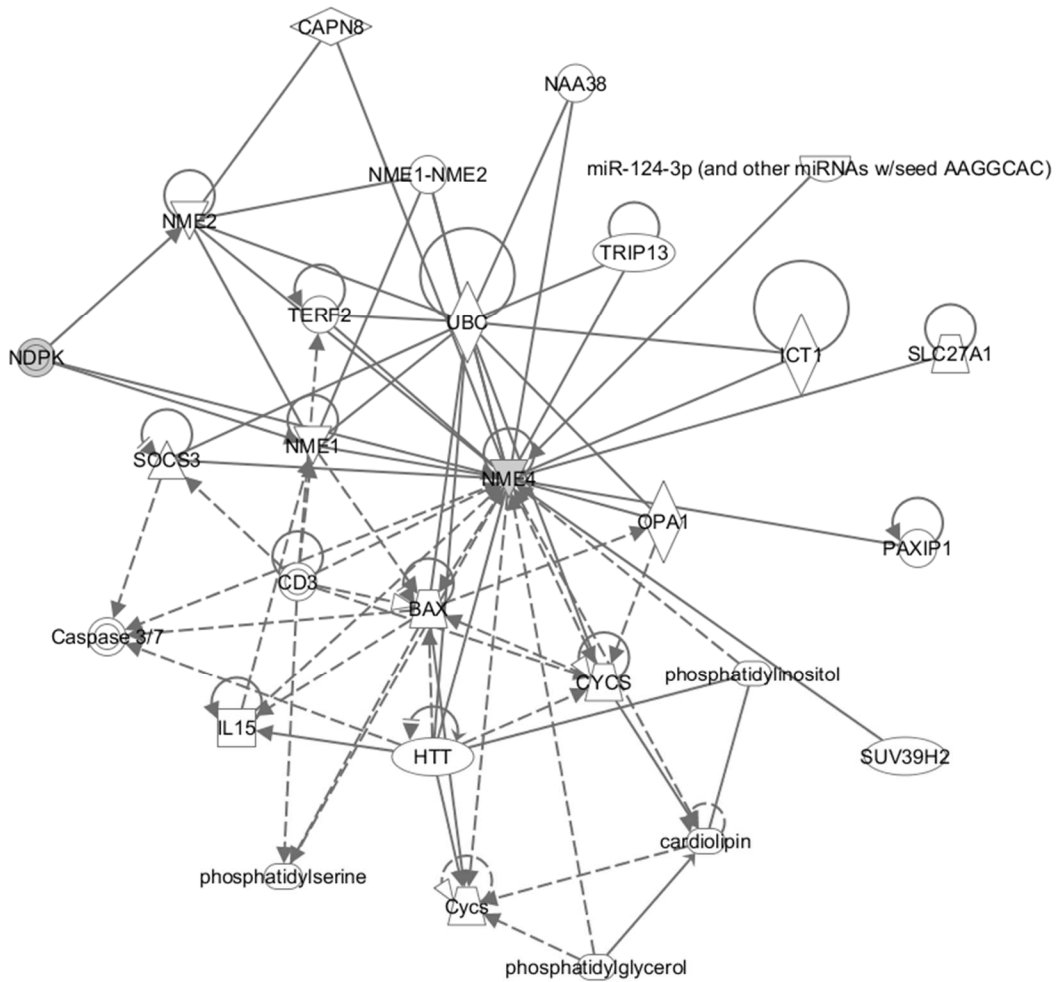 CAPN8
NAA38
miR-124-3p (and other miRNAs w/seed AAGGCAC)
NME1-NME2
NME2
TRIP13
TERF2
UBC
NDPK
ICT1
SLC27A1
NME1
SOCS3
NME4
OPA1
PAXIP1
CD3
BAX
Caspase 3/7
phosphatidylinositol
CYCS
IL15
HTT
SUV39H2
cardiolipin
phosphatidylserine
Cycs
phosphatidylglycerol